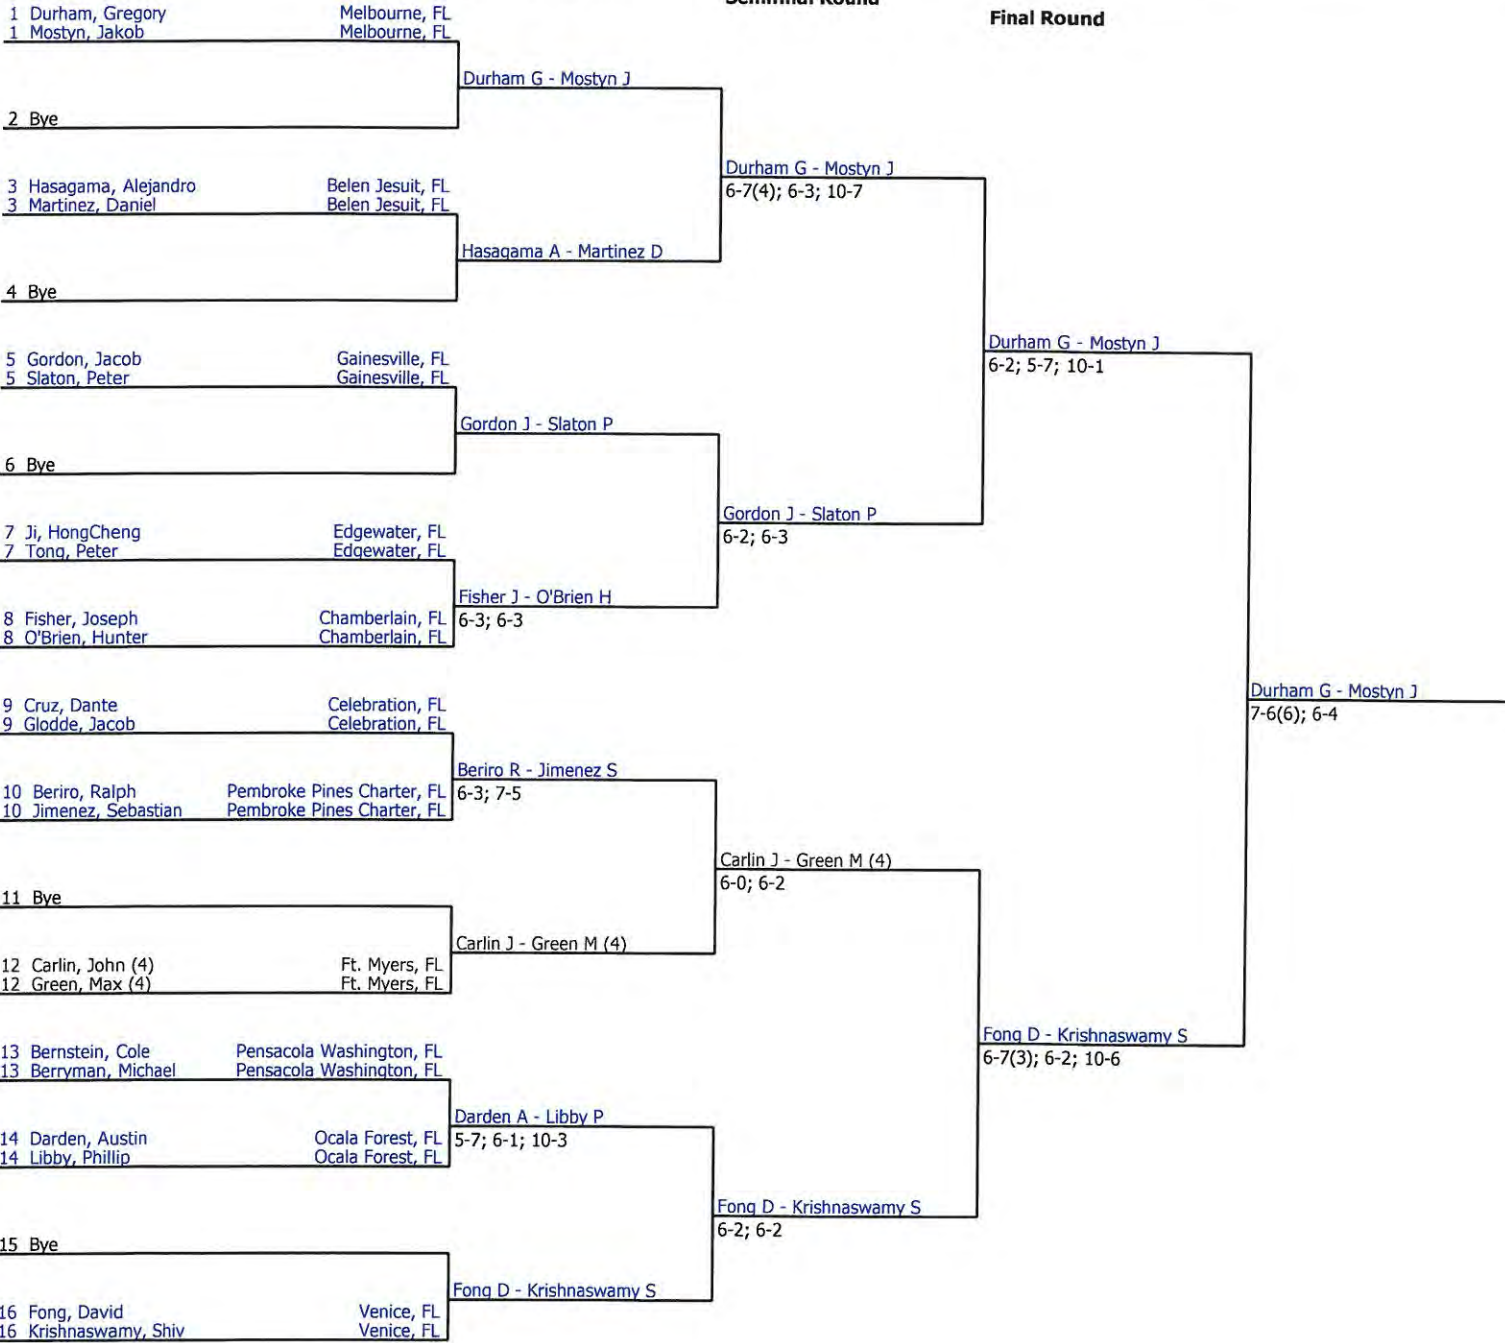 Semifinal Round
Final Round
1 Durham, Gregory Melbourne, FL
1 Mostyn, Jakob Melbourne, FL
Durham G - Mostyn J
2 Bye
Durham G - Mostyn J
6-7(4); 6-3; 10-7
3 Hasagama, Alejandro Belen Jesuit, FL
3 Martinez, Daniel Belen Jesuit, FL
Hasagama A - Martinez D
4 Bye
Durham G - Mostyn J
6-2; 5-7; 10-1
5 Gordon, Jacob Gainesville, FL
5 Slaton, Peter Gainesville, FL
Gordon J - Slaton P
6 Bye
Gordon J - Slaton P
6-2; 6-3
7 Ji, HongCheng Edgewater, FL
7 Tong, Peter Edgewater, FL
Fisher J - O'Brien H
6-3; 6-3
8 Fisher, Joseph Chamberlain, FL
8 O'Brien, Hunter Chamberlain, FL
Durham G - Mostyn J
7-6(6); 6-4
9 Cruz, Dante Celebration, FL
9 Glodde, Jacob Celebration, FL
Beriro R - Jimenez S
6-3; 7-5
10 Beriro, Ralph Pembroke Pines Charter, FL
10 Jimenez, Sebastian Pembroke Pines Charter, FL
Carlin J - Green M (4)
6-0; 6-2
11 Bye
Carlin J - Green M (4)
12 Carlin, John (4) Ft. Myers, FL
12 Green, Max (4) Ft. Myers, FL
Fong D - Krishnaswamy S
6-7(3); 6-2; 10-6
13 Bernstein, Cole Pensacola Washington, FL
13 Berryman, Michael Pensacola Washington, FL
Darden A - Libby P
5-7; 6-1; 10-3
14 Darden, Austin Ocala Forest, FL
14 Libby, Phillip Ocala Forest, FL
Fong D - Krishnaswamy S
6-2; 6-2
15 Bye
Fong D - Krishnaswamy S
16 Fong, David Venice, FL
16 Krishnaswamy, Shiv Venice, FL